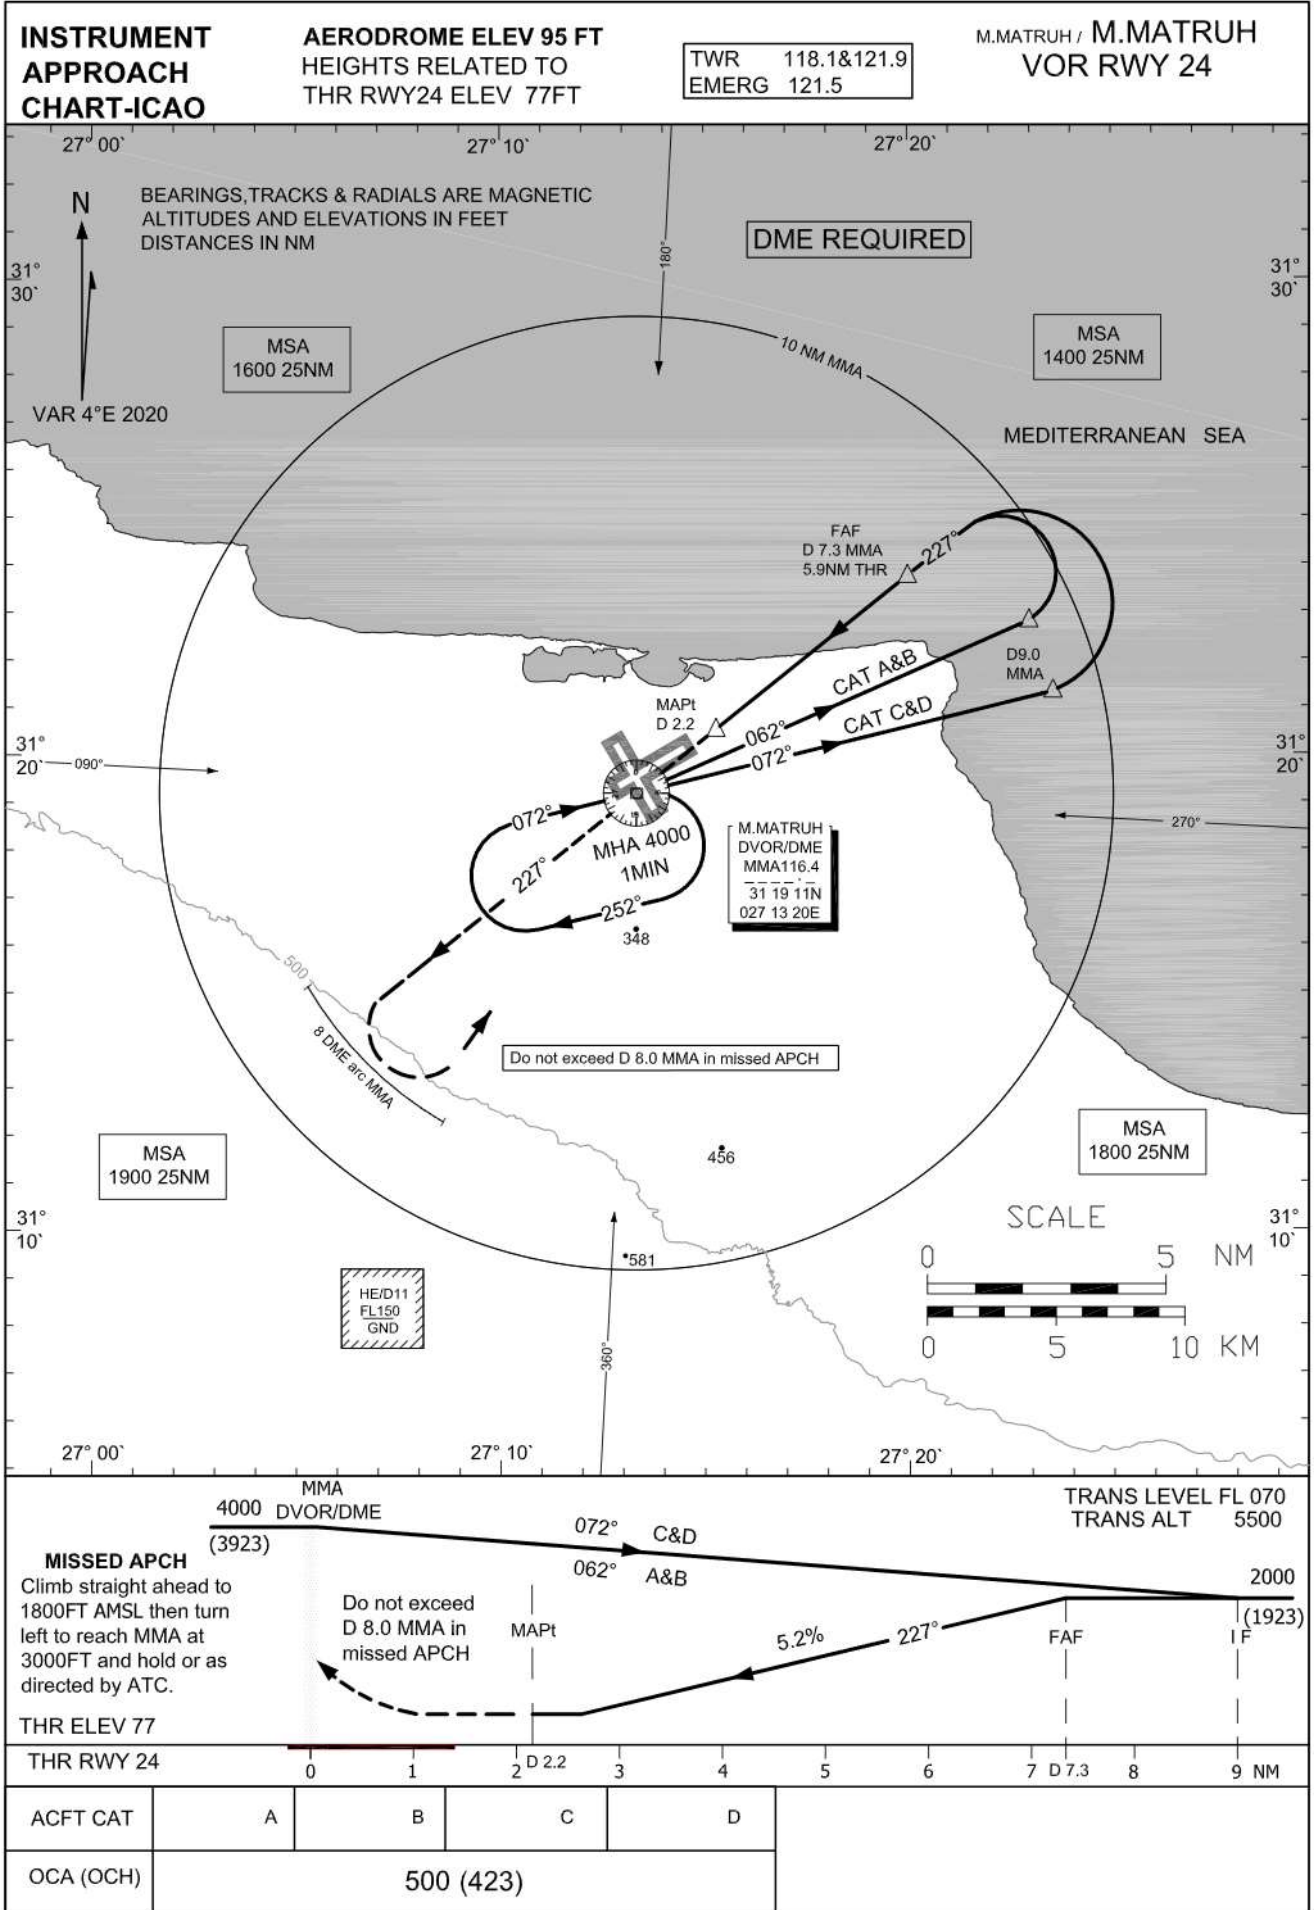 INSTRUMENT
APPROACH
CHART-ICAO
AERODROME ELEV 95 FT
HEIGHTS RELATED TO
THR RWY24 ELEV 77FT
TWR 118.1&121.9
EMERG 121.5
M.MATRUH / M.MATRUH
VOR RWY 24
27° 00`
27° 10`
27° 20`
N
BEARINGS,TRACKS & RADIALS ARE MAGNETIC
ALTITUDES AND ELEVATIONS IN FEET
DISTANCES IN NM
DME REQUIRED
180°
31°
30`
31°
30`
MSA
1600 25NM
10 NM MMA
MSA
1400 25NM
VAR 4°E 2020
MEDITERRANEAN SEA
FAF
D 7.3 MMA
5.9NM THR
227°
D9.0
MMA
CAT A&B
CAT C&D
MAPt
D 2.2
062°
072°
31°
20`
090°
31°
20`
072°
MHA 4000
1MIN
227°
252°
348
M.MATRUH
DVOR/DME
MMA116.4
31 19 11N
027 13 20E
270°
500
8 DME arc MMA
Do not exceed D 8.0 MMA in missed APCH
456
MSA
1900 25NM
MSA
1800 25NM
31°
10`
31°
10`
581
SCALE
0 5 NM
0 5 10 KM
HE/D11
FL150
GND
360°
27° 00`
27° 10`
27° 20`
MMA
DVOR/DME
4000
(3923)
072° C&D
062° A&B
TRANS LEVEL FL 070
TRANS ALT 5500
MISSED APCH
Climb straight ahead to
1800FT AMSL then turn
left to reach MMA at
3000FT and hold or as
directed by ATC.
Do not exceed
D 8.0 MMA in
missed APCH
MAPt
5.2%
227°
FAF
IF
2000
(1923)
THR ELEV 77
THR RWY 24
0 1 2 D 2.2 3 4 5 6 7 D 7.3 8 9 NM
ACFT CAT A B C D
OCA (OCH) 500 (423)